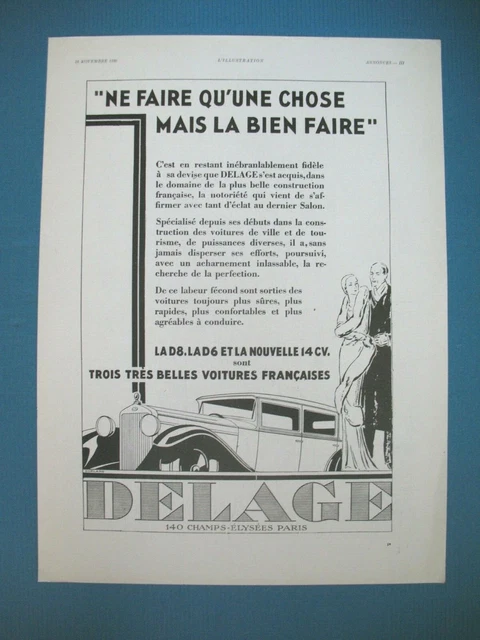 NOVEMBRE
L'ILLUSTRATION
ANNONCES — III
"NE FAIRE QU'UNE CHOSE
MAIS LA BIEN FAIRE"
C'est en restant inébranlablement fidèle
à sa devise que DELAGE s'est acquis, dans
le domaine de la plus belle construction
française, la notoriété qui vient de s'af-
firmer avec tant d'éclat au dernier Salon.
Spécialisé depuis ses débuts dans la cons-
truction des voitures de ville et de tou-
risme, de puissances diverses, il a, sans
jamais disperser ses efforts, poursuivi,
avec un acharnement inlassable, la re-
cherche de la perfection.
De ce labeur fécond sont sorties des
voitures toujours plus sûres, plus
rapides, plus confortables et plus
agréables à conduire.
LA D8. LA D6 ET LA NOUVELLE 14 CV.
sont
TROIS TRÈS BELLES VOITURES FRANÇAISES
DELAGE
140 CHAMPS-ÉLYSÉES PARIS